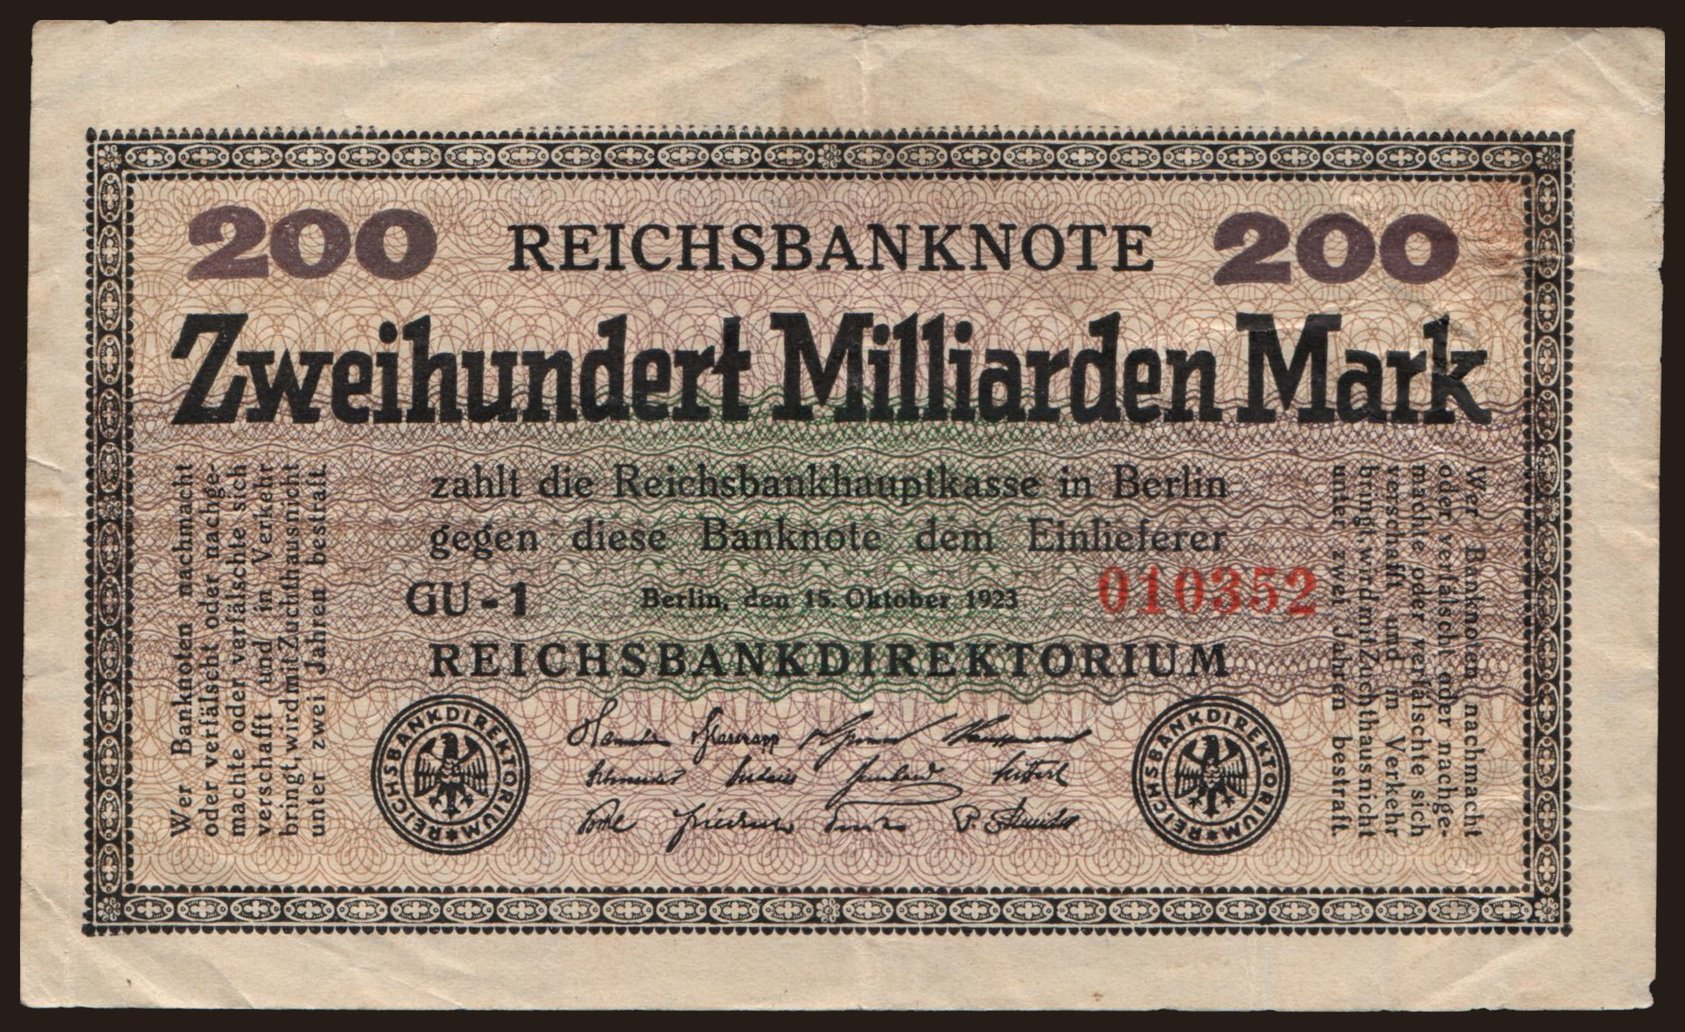 200 REICHSBANKNOTE 200
Zweihundert Milliarden Mark
zahlt die Reichsbankhauptkasse in Berlin
gegen diese Banknote dem Einlieferer
GU-1 Berlin, den 15. Oktober 1923 010352
REICHSBANKDIREKTORIUM
Wer Banknoten nachmacht
oder verfälscht oder nachge-
machte oder verfälschte sich
verschafft und in Verkehr
bringt, wird mit Zuchthaus nicht
unter zwei Jahren bestraft.
Wer Banknoten nachmacht
oder verfälscht oder nachge-
machte oder verfälschte sich
verschafft und in Verkehr
bringt, wird mit Zuchthaus nicht
unter zwei Jahren bestraft.
REICHSBANKDIREKTORIUM
REICHSBANKDIREKTORIUM
v. Glasenapp
Schneider
P. Schneider